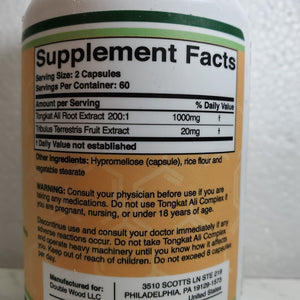 Supplement Facts
Serving Size: 2 Capsules
Servings Per Container: 60
Amount per Serving % Daily Value
Tongkat Ali Root Extract 200:1 1000mg †
Tribulus Terrestris Fruit Extract 20mg †
† Daily Value not established
Other Ingredients: Hypromellose (capsule), rice flour and
vegetable stearate
WARNING: Consult your physician before use if you are
taking any medications. Do not use Tongkat Ali Complex if
you are pregnant, nursing, or under 18 years of age.
Discontinue use and consult your doctor immediately if any
adverse reactions occur. Do not take Tongkat Ali Complex
and operate heavy machinery until you know how it affects
you. Keep out of reach of children. Do not exceed 6 capsules
per day.
Manufactured for:
Double Wood LLC
3510 SCOTTS LN STE 219
PHILADELPHIA, PA 19129-1575
United States